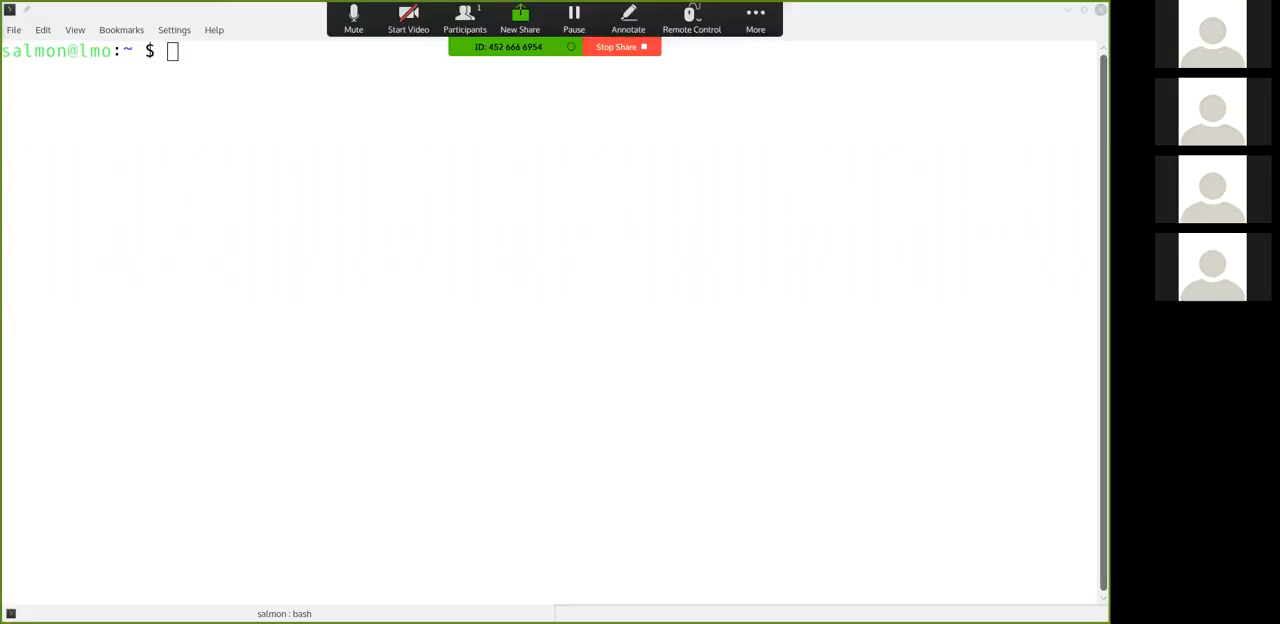 1
Mute Start Video Participants New Share Pause Annotate Remote Control More
File Edit View Bookmarks Settings Help
ID: 452 666 6954 Stop Share
salmon@lmo:~ $
salmon : bash